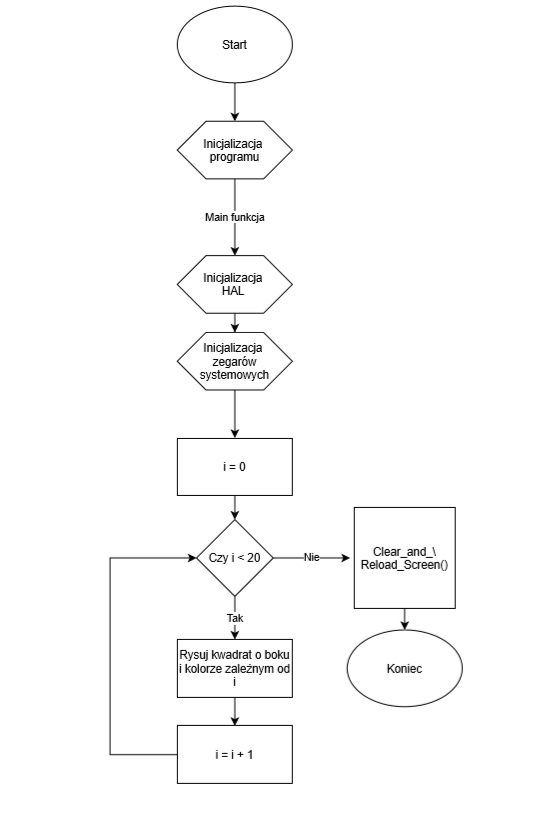 Start
Inicjalizacja
programu
Main funkcja
Inicjalizacja
HAL
Inicjalizacja
zegarów
systemowych
i = 0
Czy i < 20
Nie
Clear_and_\
Reload_Screen()
Tak
Koniec
Rysuj kwadrat o boku
i kolorze zależnym od
i
i = i + 1